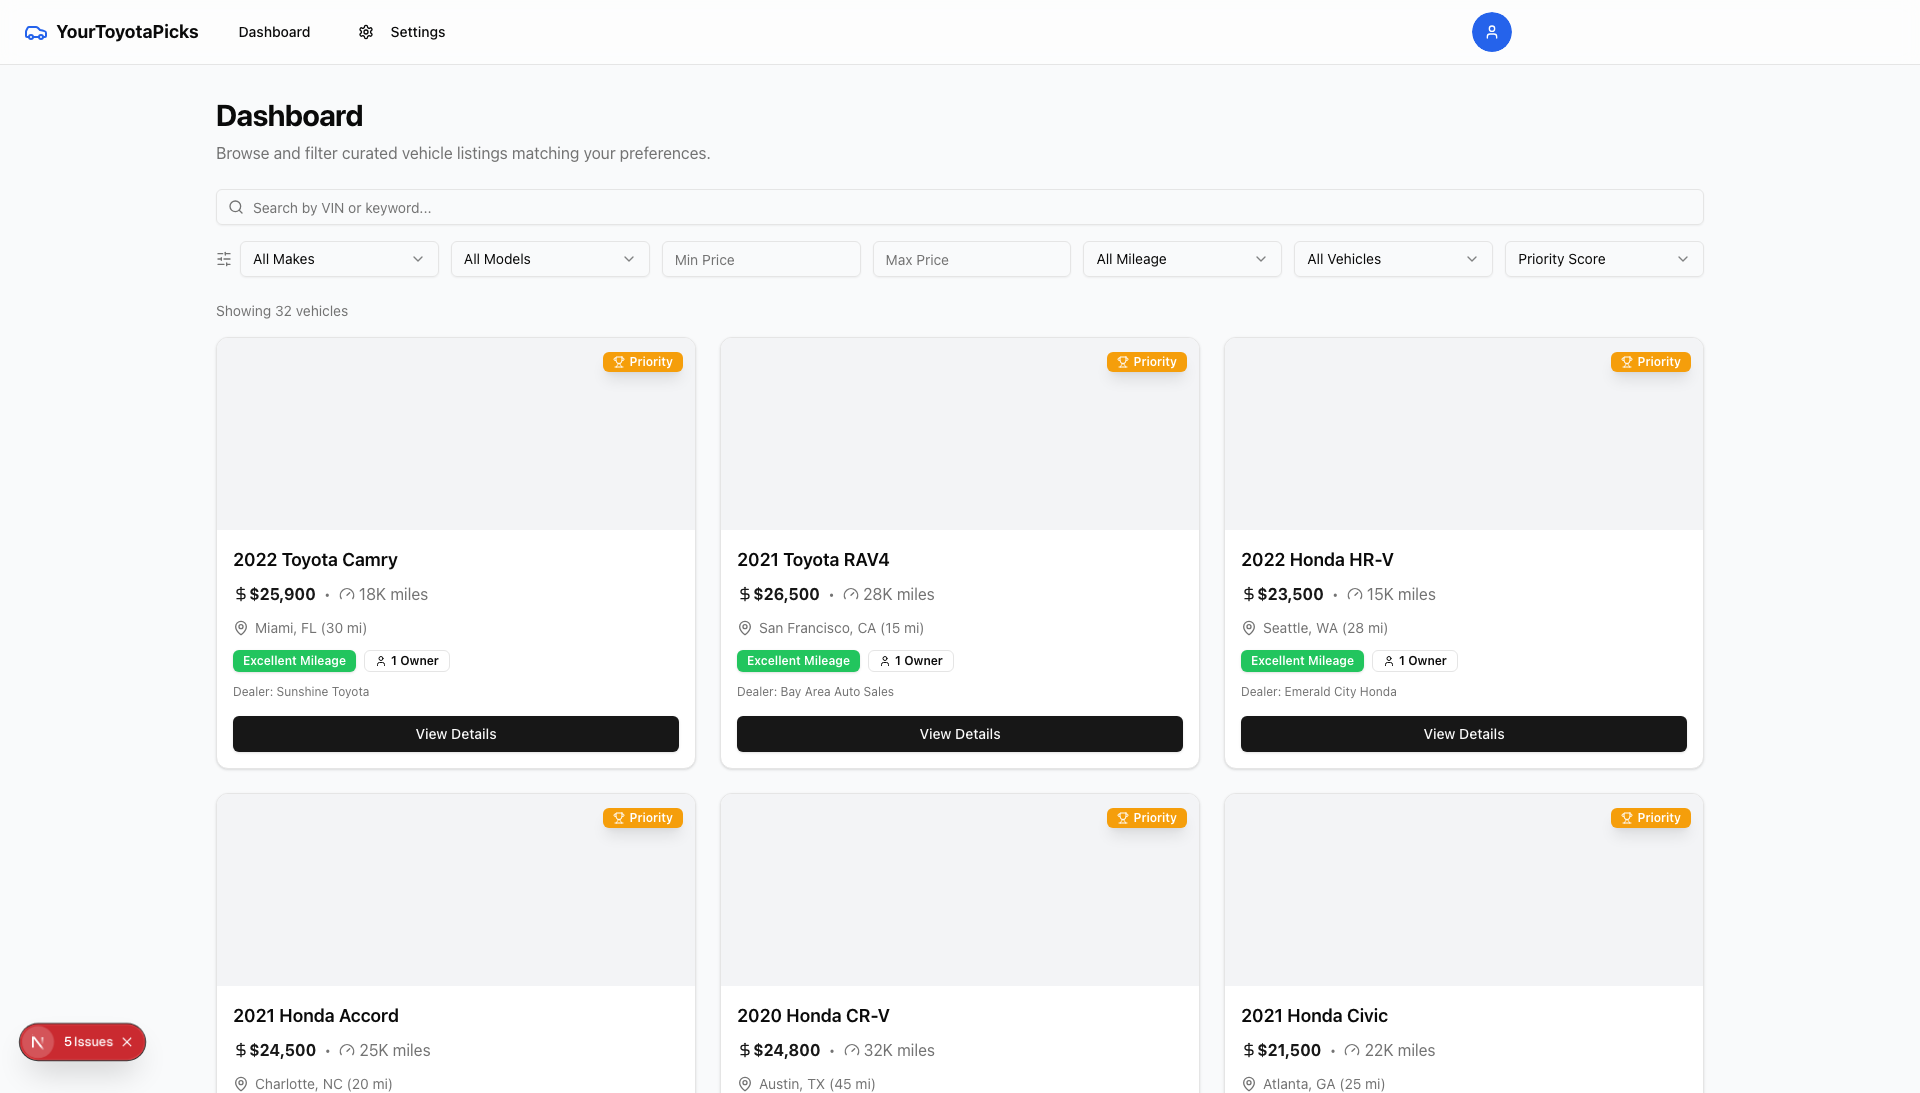 YourToyotaPicks Dashboard Settings
Dashboard
Browse and filter curated vehicle listings matching your preferences.
Search by VIN or keyword...
All Makes All Models Min Price Max Price All Mileage All Vehicles Priority Score
Showing 32 vehicles
Priority
2022 Toyota Camry
$25,900 • 18K miles
Miami, FL (30 mi)
Excellent Mileage 1 Owner
Dealer: Sunshine Toyota
View Details
Priority
2021 Toyota RAV4
$26,500 • 28K miles
San Francisco, CA (15 mi)
Excellent Mileage 1 Owner
Dealer: Bay Area Auto Sales
View Details
Priority
2022 Honda HR-V
$23,500 • 15K miles
Seattle, WA (28 mi)
Excellent Mileage 1 Owner
Dealer: Emerald City Honda
View Details
Priority
2021 Honda Accord
$24,500 • 25K miles
Charlotte, NC (20 mi)
Priority
2020 Honda CR-V
$24,800 • 32K miles
Austin, TX (45 mi)
Priority
2021 Honda Civic
$21,500 • 22K miles
Atlanta, GA (25 mi)
N 5 Issues